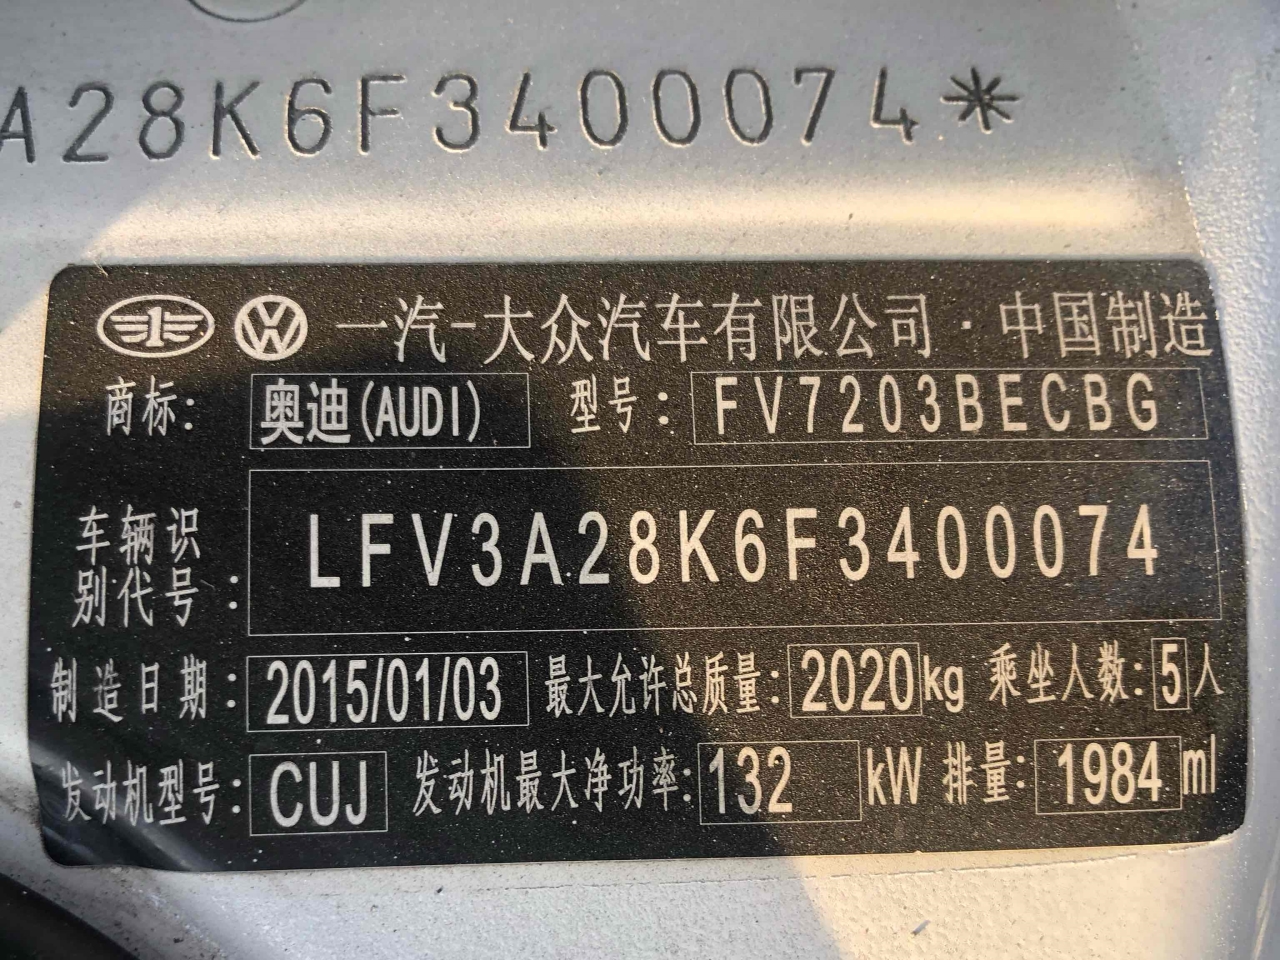 A28K6F3400074*
一汽-大众汽车有限公司·中国制造
商标: 奥迪(AUDI) 型号: FV7203BECBG
车辆识别代号: LFV3A28K6F3400074
制造日期: 2015/01/03 最大允许总质量: 2020kg 乘坐人数: 5人
发动机型号: CUJ 发动机最大净功率: 132 kW 排量: 1984ml